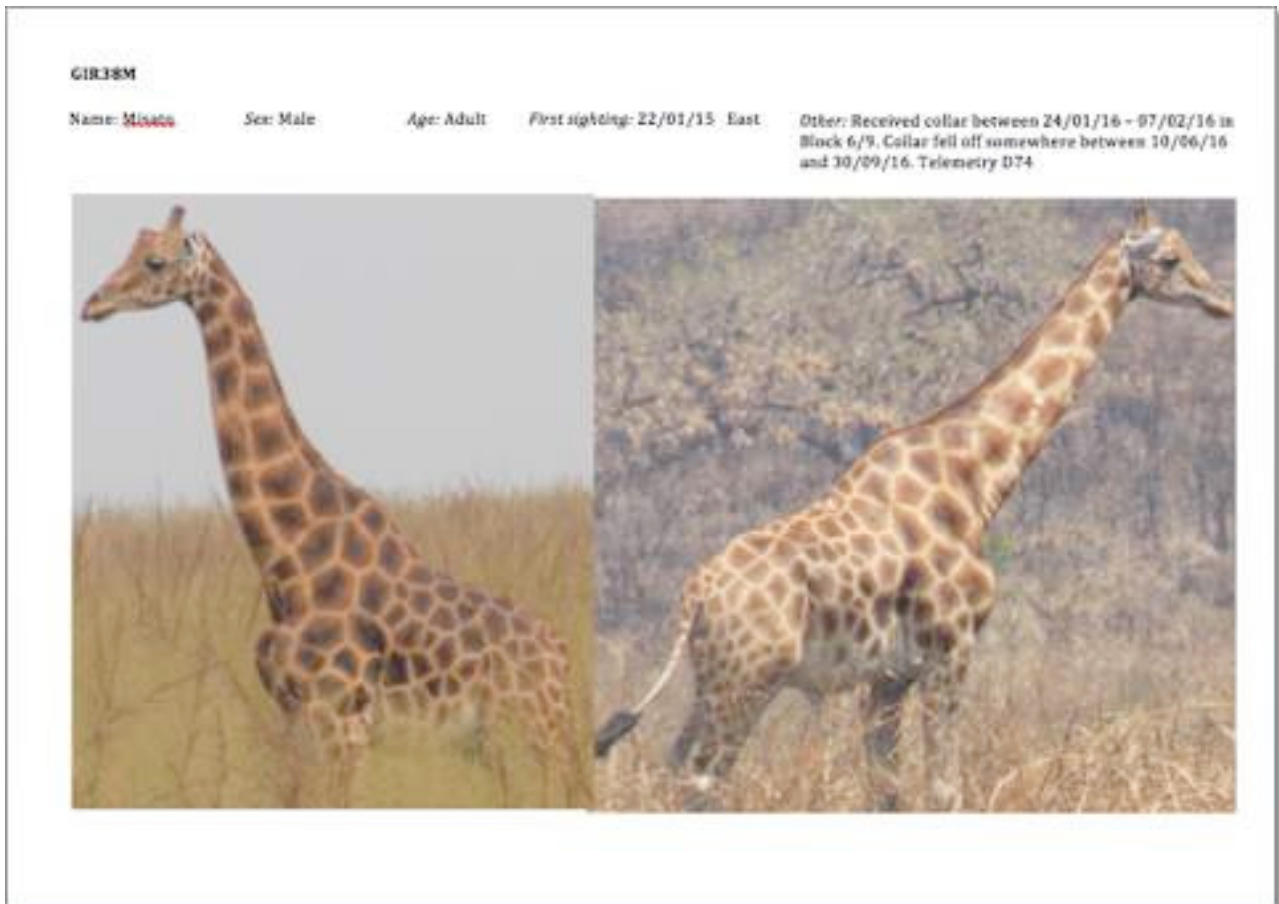 GIR38M
Name: Misato Sex: Male Age: Adult First sighting: 22/01/15 East Other: Received collar between 24/01/16 – 07/02/16 in
Block 6/9. Collar fell off somewhere between 10/06/16
and 30/09/16. Telemetry D74